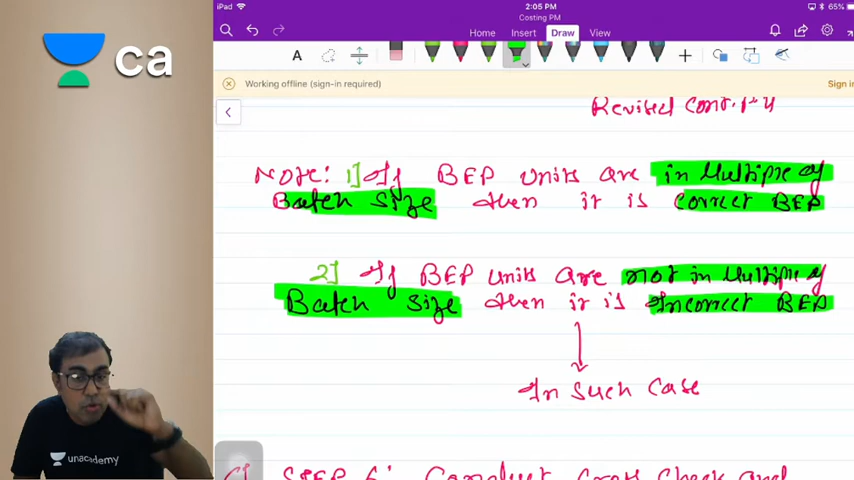 iPad
2:05 PM
65%
Costing PM
Home Insert Draw View
Working offline (sign-in required)
Sign in
ca
Revised Cont. P.4
Note: 1] If BEP Units are in Multiple of
Batch Size then it is correct BEP
2] If BEP Units are not in Multiple of
Batch Size then it is Incorrect BEP
In Such Case
STEP 6: Conduct Cross Check and
unacademy